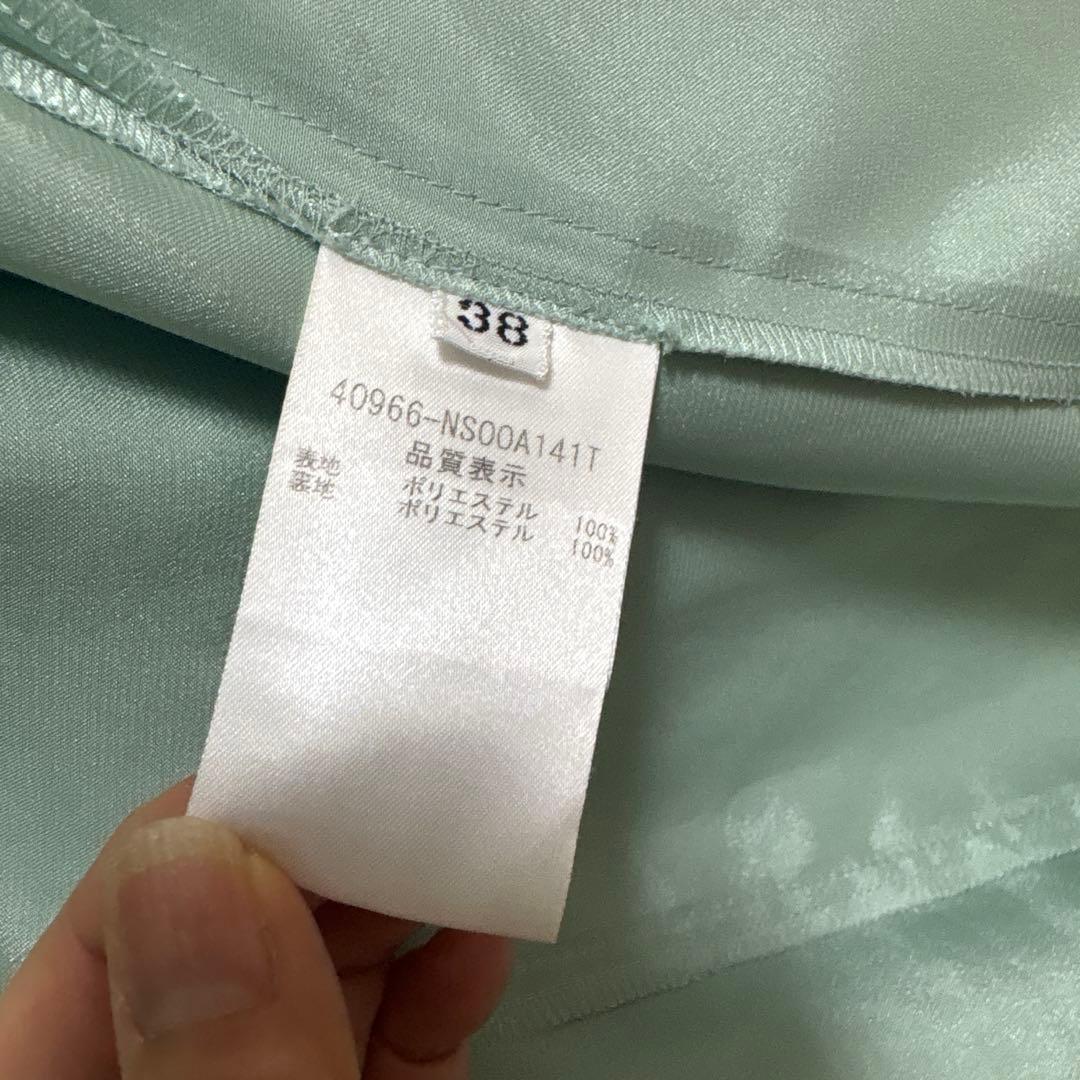 38
40966-NS00A141T
品質表示
表地 ポリエステル 100%
裏地 ポリエステル 100%